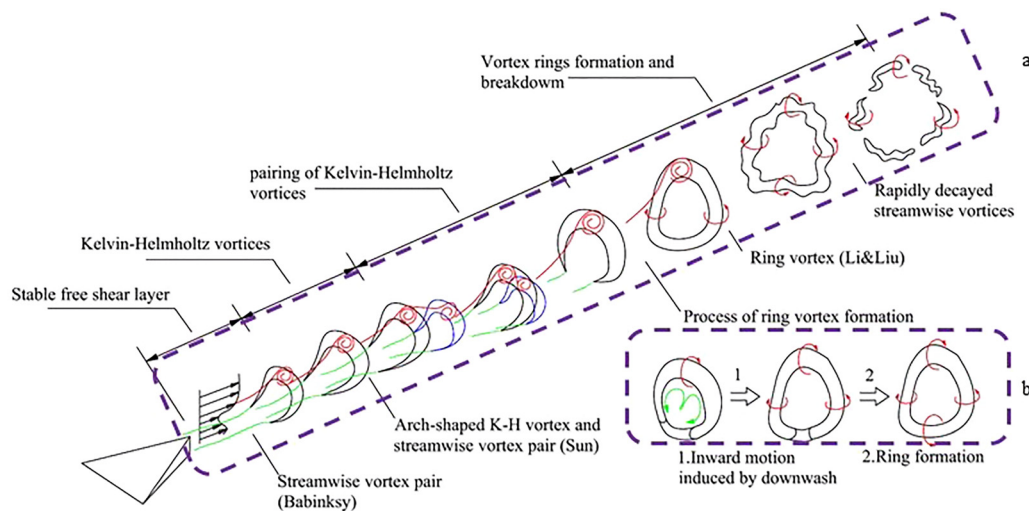 Vortex rings formation and
breakdowm
a
pairing of Kelvin-Helmholtz
vortices
Kelvin-Helmholtz vortices
Stable free shear layer
Rapidly decayed
streamwise vortices
Ring vortex (Li&Liu)
Process of ring vortex formation
1
2
b
Arch-shaped K-H vortex and
streamwise vortex pair (Sun)
1.Inward motion
induced by downwash
2.Ring formation
Streamwise vortex pair
(Babinksy)